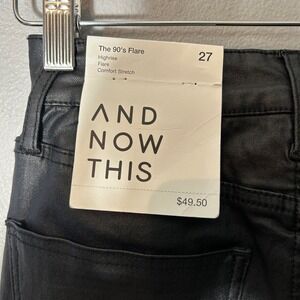 The 90's Flare
27
Highrise
Flare
Comfort Stretch
AND
NOW
THIS
$49.50